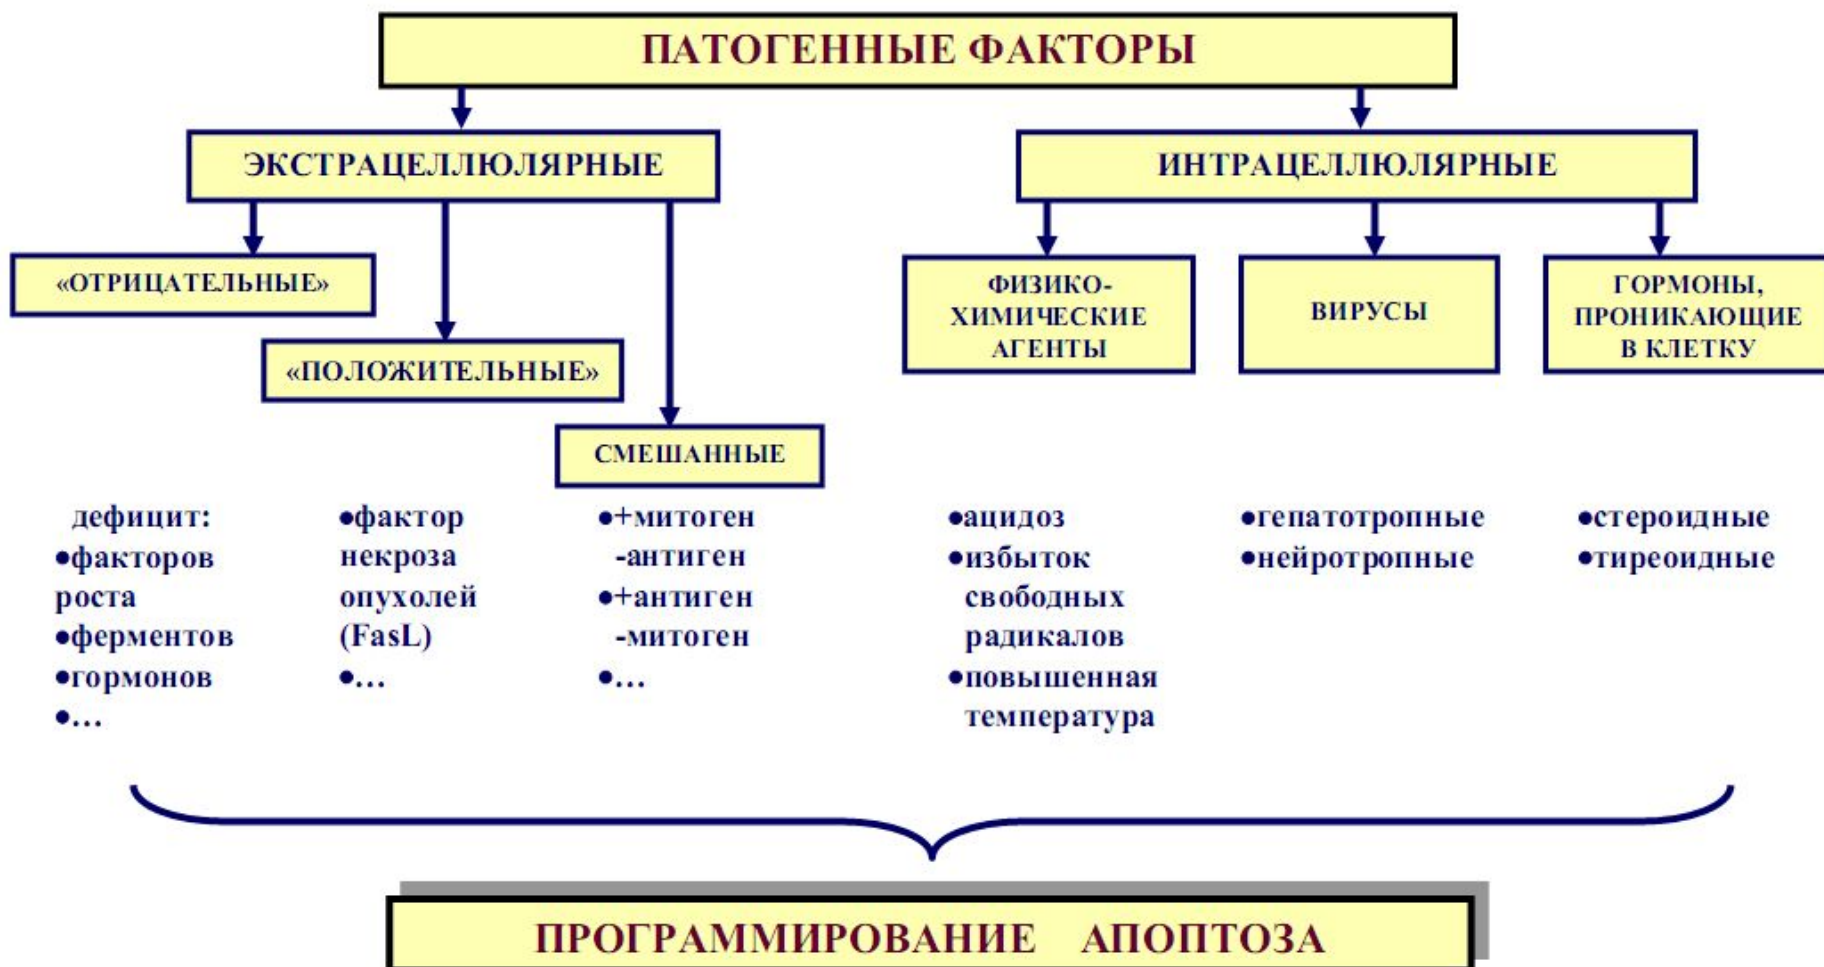 ПАТОГЕННЫЕ ФАКТОРЫ
ЭКСТРАЦЕЛЛЮЛЯРНЫЕ
ИНТРАЦЕЛЛЮЛЯРНЫЕ
«ОТРИЦАТЕЛЬНЫЕ»
«ПОЛОЖИТЕЛЬНЫЕ»
СМЕШАННЫЕ
ФИЗИКО-
ХИМИЧЕСКИЕ
АГЕНТЫ
ВИРУСЫ
ГОРМОНЫ,
ПРОНИКАЮЩИЕ
В КЛЕТКУ
дефицит:
•факторов
роста
•ферментов
•гормонов
•...
•фактор
некроза
опухолей
(FasL)
•...
•+митоген
-антиген
•+антиген
-митоген
•...
•ацидоз
•избыток
свободных
радикалов
•повышенная
температура
•гепатотропные
•нейротропные
•стероидные
•тиреоидные
ПРОГРАММИРОВАНИЕ АПОПТОЗА